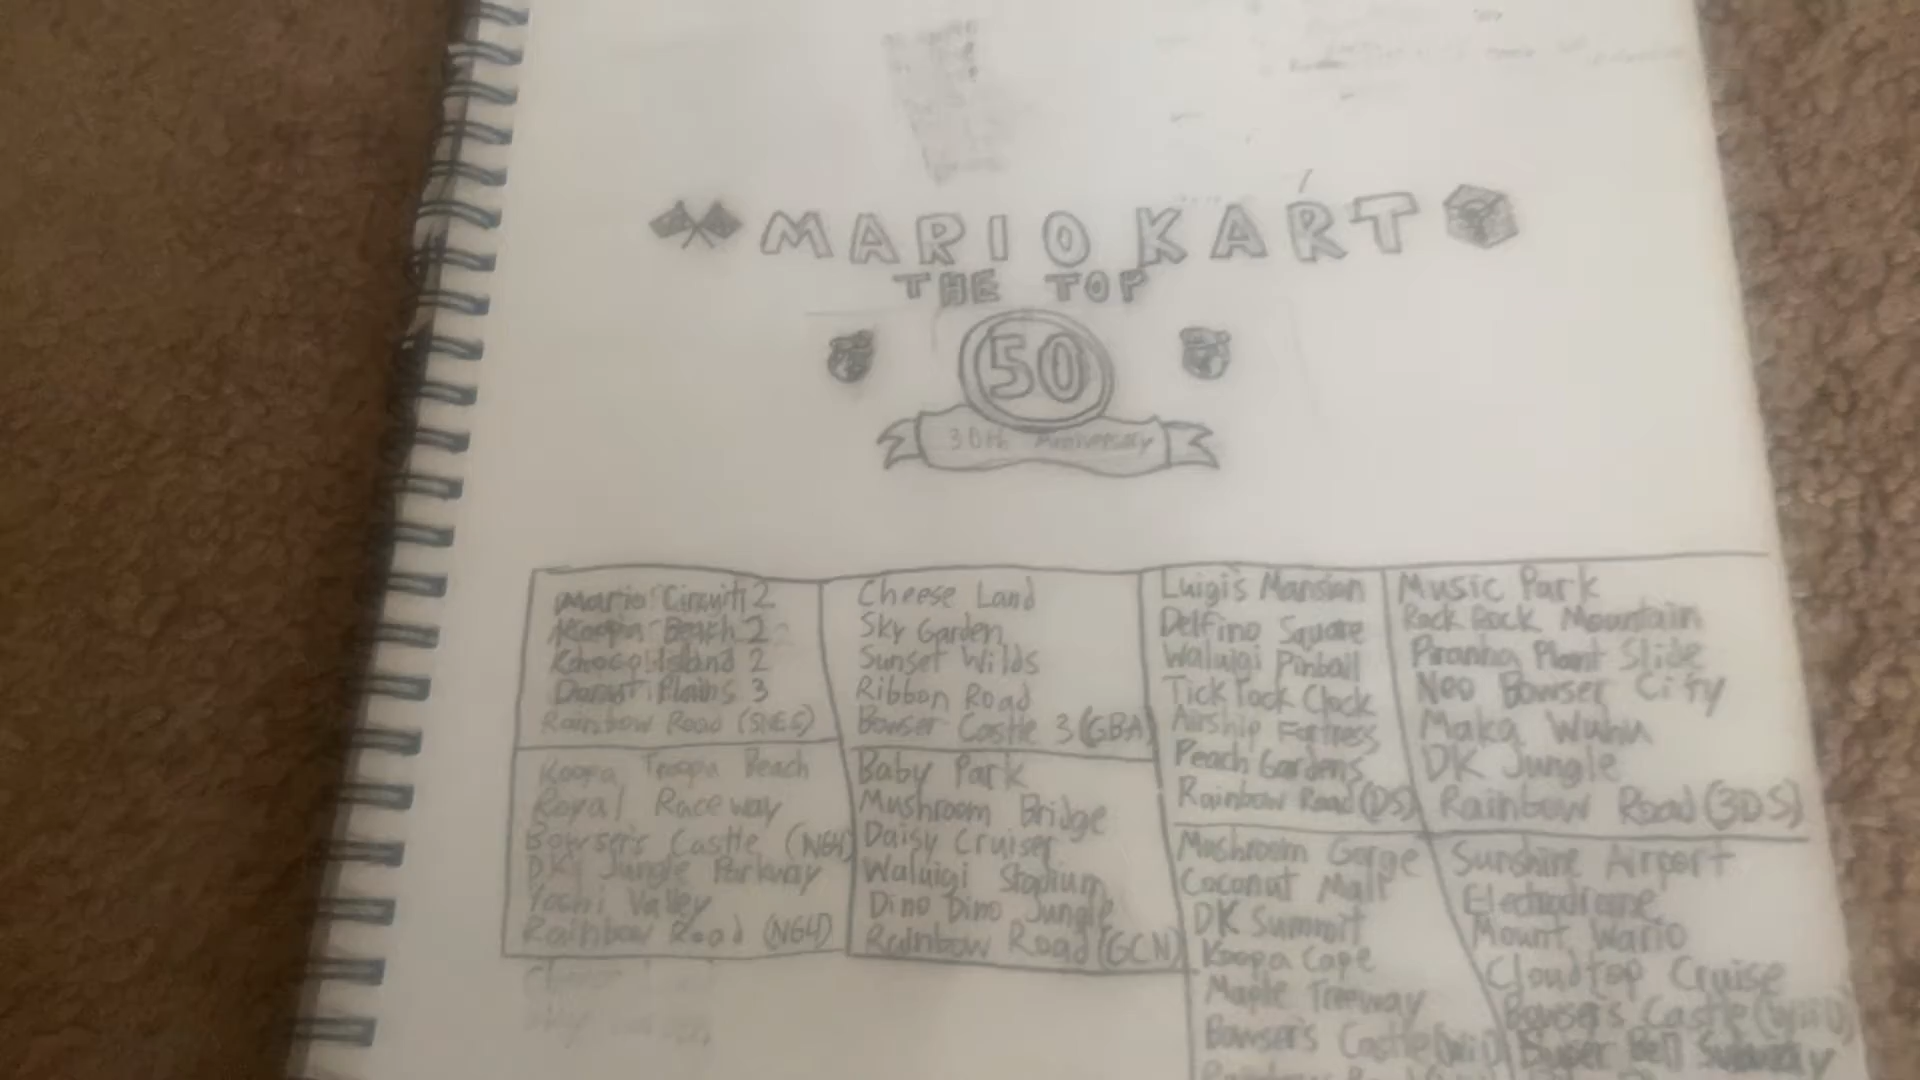 MARIO KART
THE TOP
50
30th Anniversary
Mario Circuit 2
Koopa Beach 2
Choco Island 2
Donut Plains 3
Rainbow Road (SNES)
Koopa Troopa Beach
Royal Raceway
Bowser's Castle (N64)
DK's Jungle Parkway
Yoshi Valley
Rainbow Road (N64)
Cheese Land
Sky Garden
Sunset Wilds
Ribbon Road
Bowser Castle 3 (GBA)
Baby Park
Mushroom Bridge
Daisy Cruiser
Waluigi Stadium
Dino Dino Jungle
Rainbow Road (GCN)
Luigi's Mansion
Delfino Square
Waluigi Pinball
Tick Tock Clock
Airship Fortress
Peach Gardens
Rainbow Road (DS)
Mushroom Gorge
Coconut Mall
DK Summit
Koopa Cape
Maple Treeway
Bowser's Castle (Wii)
Rainbow Road
Music Park
Rock Rock Mountain
Piranha Plant Slide
Neo Bowser City
Maka Wuhu
DK Jungle
Rainbow Road (3DS)
Sunshine Airport
Electrodrome
Mount Wario
Cloudtop Cruise
Bowser's Castle (Wii U)
Subway